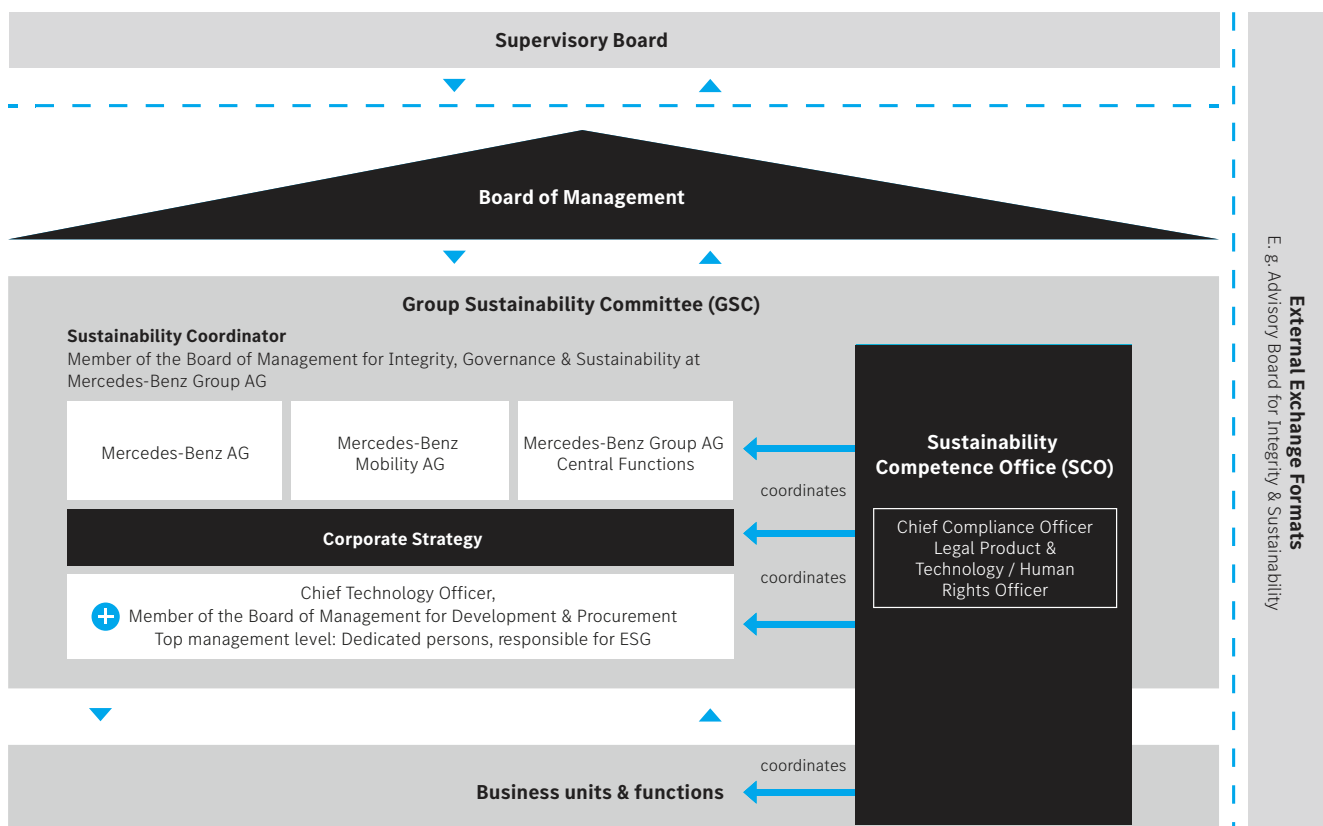 Supervisory Board
Board of Management
Group Sustainability Committee (GSC)
Sustainability Coordinator
Member of the Board of Management for Integrity, Governance & Sustainability at
Mercedes-Benz Group AG
Mercedes-Benz AG
Mercedes-Benz
Mobility AG
Mercedes-Benz Group AG
Central Functions
coordinates
Corporate Strategy
coordinates
Chief Technology Officer,
Member of the Board of Management for Development & Procurement
Top management level: Dedicated persons, responsible for ESG
Sustainability
Competence Office (SCO)
Chief Compliance Officer
Legal Product &
Technology / Human
Rights Officer
coordinates
Business units & functions
External Exchange Formats
E. g. Advisory Board for Integrity & Sustainability